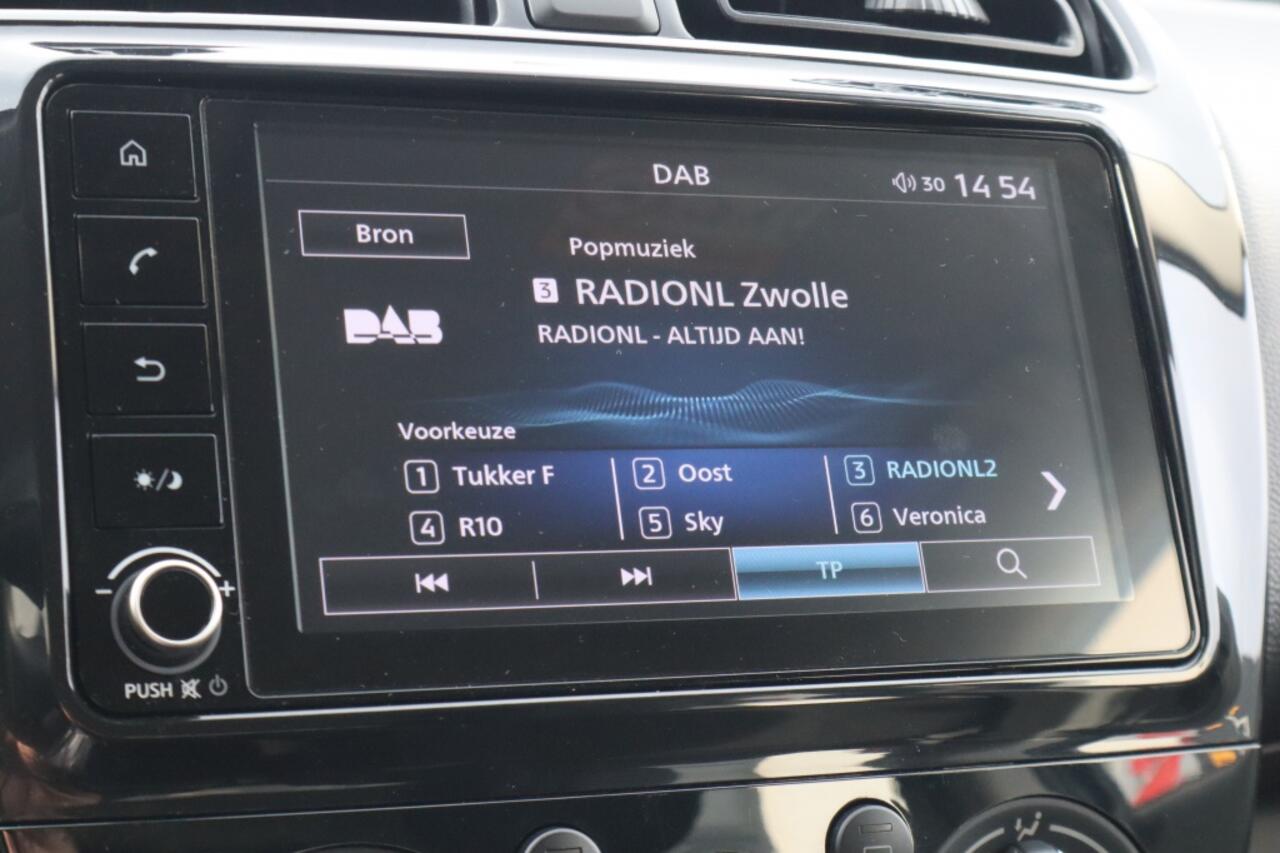 DAB
30 14 54
Bron
Popmuziek
3 RADIONL Zwolle
DAB
RADIONL - ALTIJD AAN!
Voorkeuze
1 Tukker F 2 Oost 3 RADIONL2
4 R10 5 Sky 6 Veronica
TP
- +
PUSH